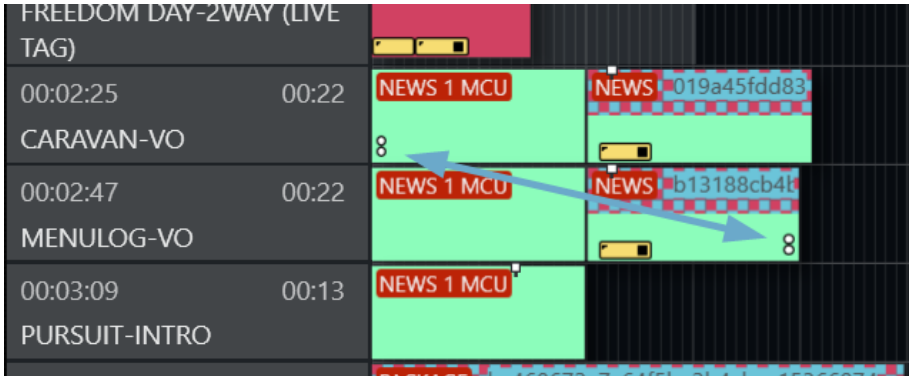 FREEDOM DAY-2WAY (LIVE
TAG)
00:02:25 00:22
CARAVAN-VO
NEWS 1 MCU
NEWS 019a45fdd83
00:02:47 00:22
MENULOG-VO
NEWS 1 MCU
NEWS b13188cb4b
00:03:09 00:13
PURSUIT-INTRO
NEWS 1 MCU